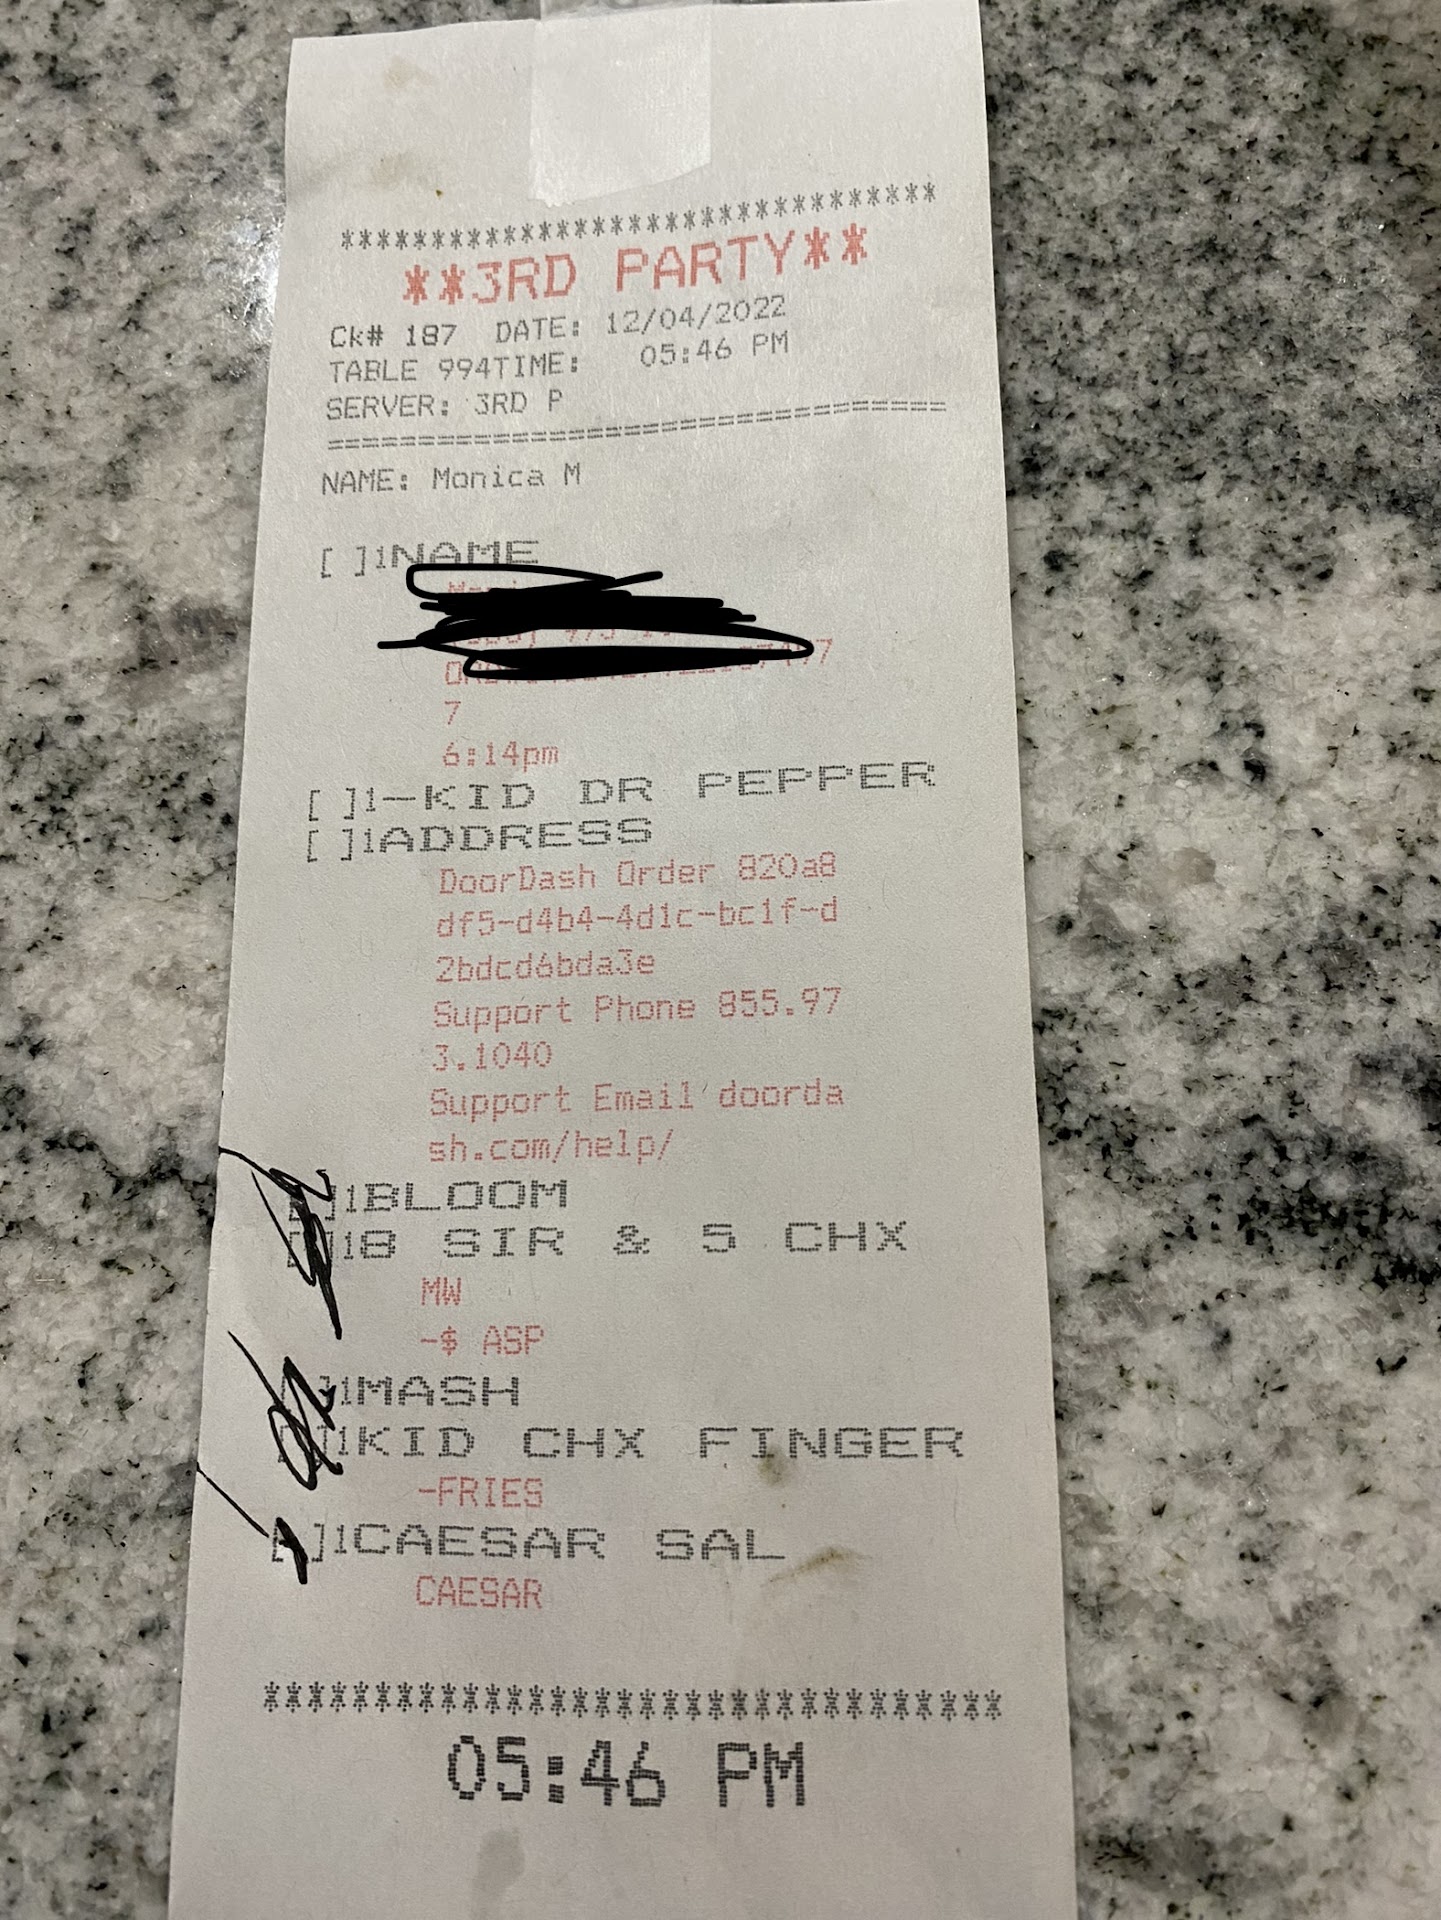 *********************************
**3RD PARTY**
Ck# 187 DATE: 12/04/2022
TABLE 994TIME: 05:46 PM
SERVER: 3RD P
==================================
NAME: Monica M
[ ]1NAME
7
6:14pm
[ ]1-KID DR PEPPER
[ ]1ADDRESS
DoorDash Order 820a8
df5-d4b4-4d1c-bc1f-d
2bdcd6bda3e
Support Phone 855.97
3.1040
Support Email doorda
sh.com/help/
[ ]1BLOOM
[ ]18 SIR & 5 CHX
MW
-$ ASP
[ ]1MASH
[ ]1KID CHX FINGER
-FRIES
[ ]1CAESAR SAL
CAESAR
*********************************
05:46 PM